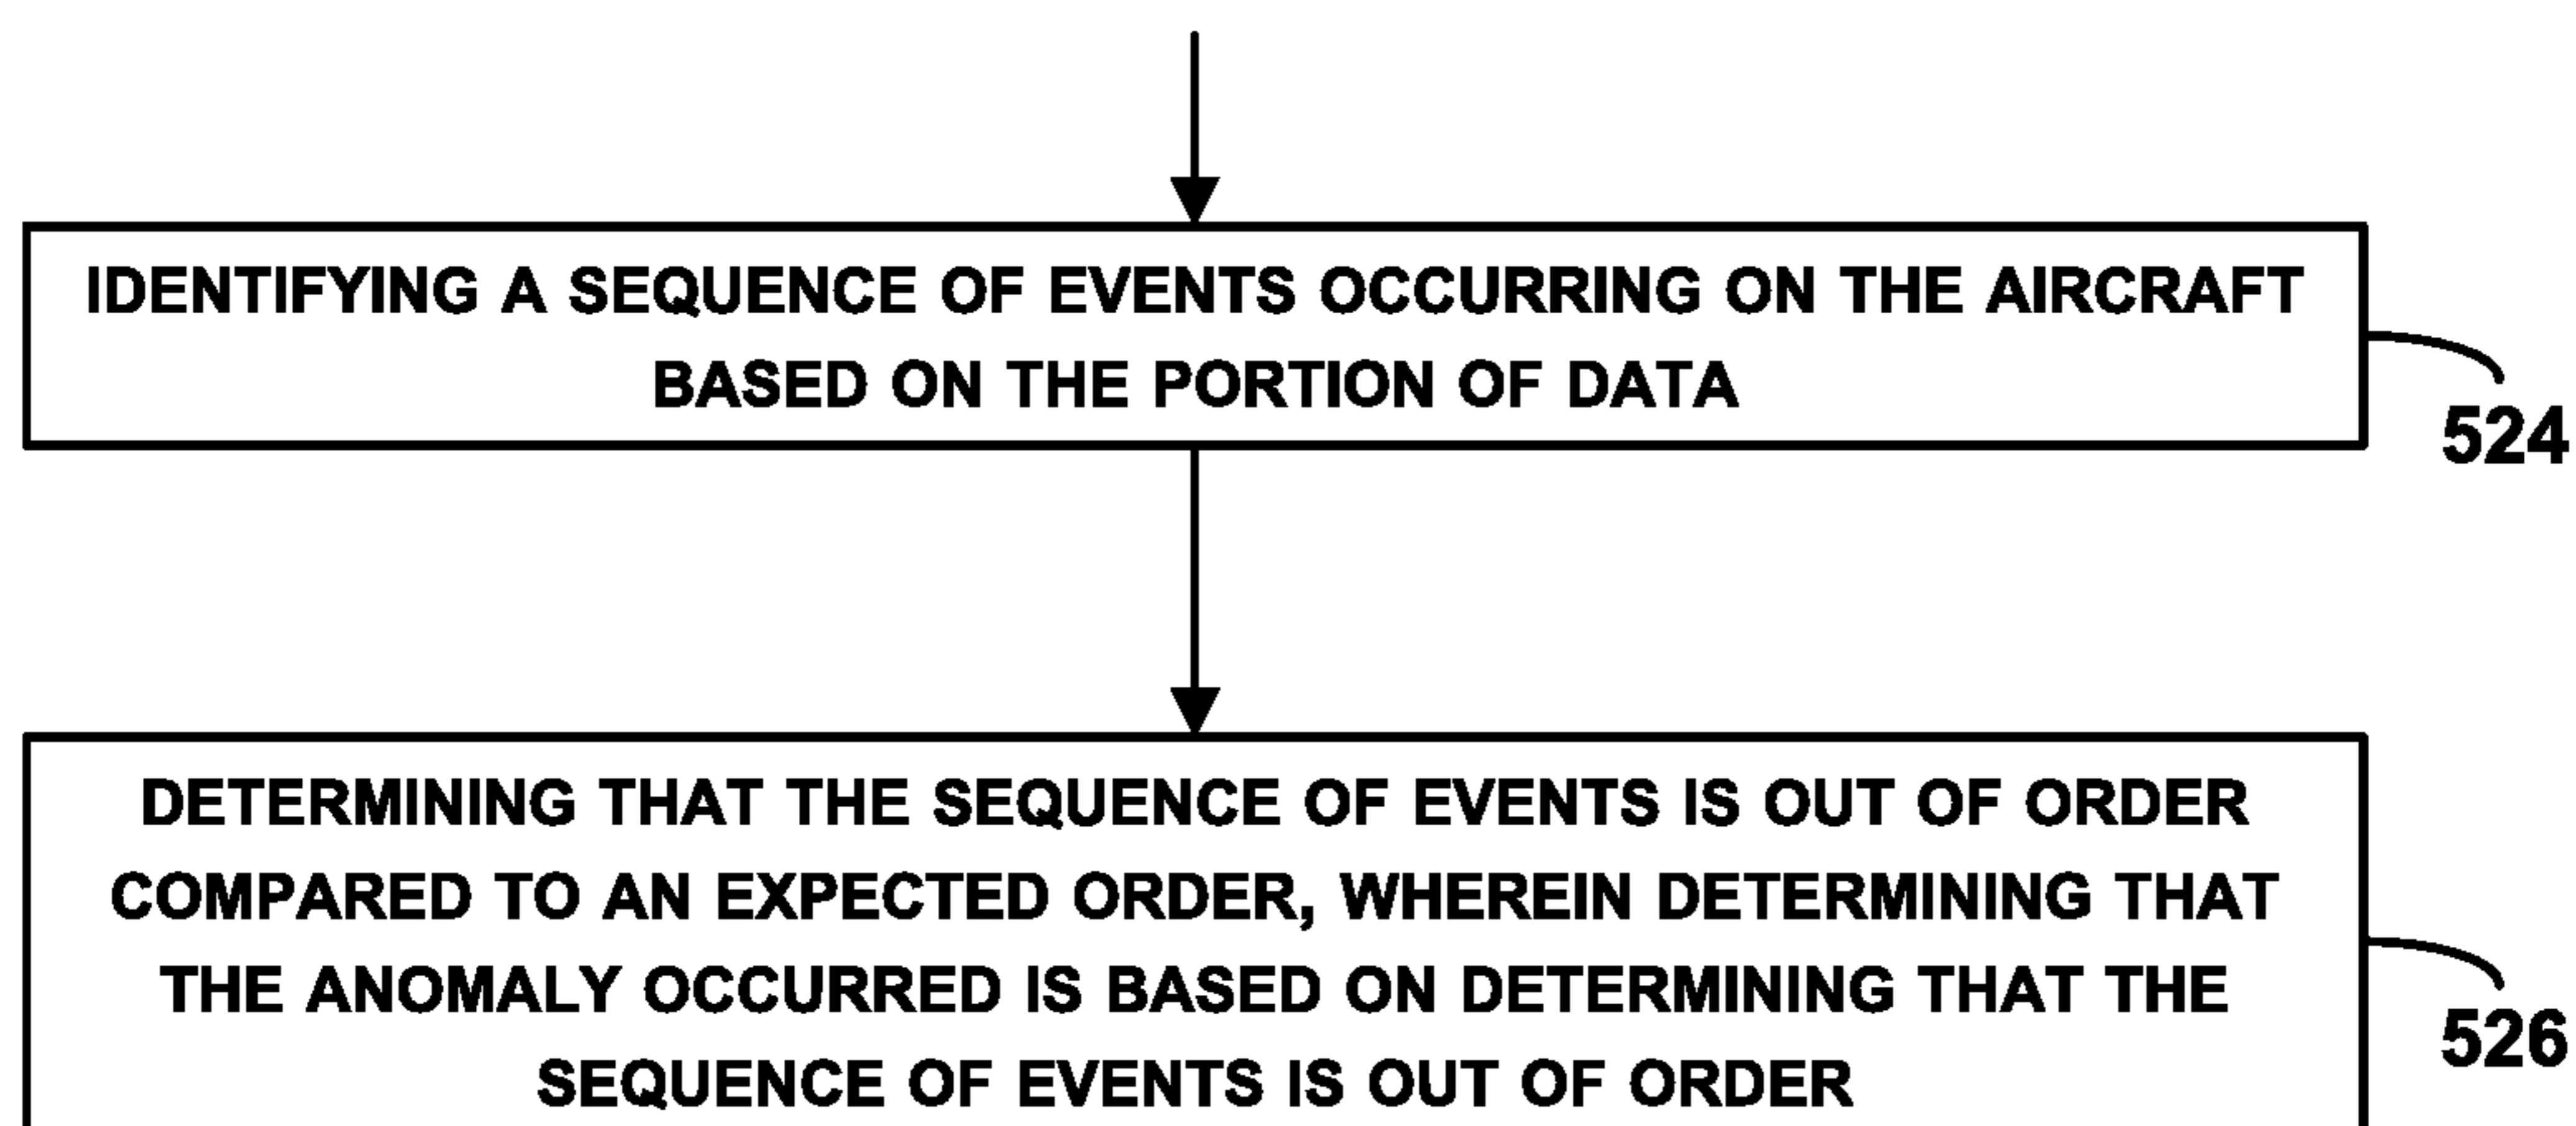 IDENTIFYING A SEQUENCE OF EVENTS OCCURRING ON THE AIRCRAFT
BASED ON THE PORTION OF DATA
524
DETERMINING THAT THE SEQUENCE OF EVENTS IS OUT OF ORDER
COMPARED TO AN EXPECTED ORDER, WHEREIN DETERMINING THAT
THE ANOMALY OCCURRED IS BASED ON DETERMINING THAT THE
SEQUENCE OF EVENTS IS OUT OF ORDER
526